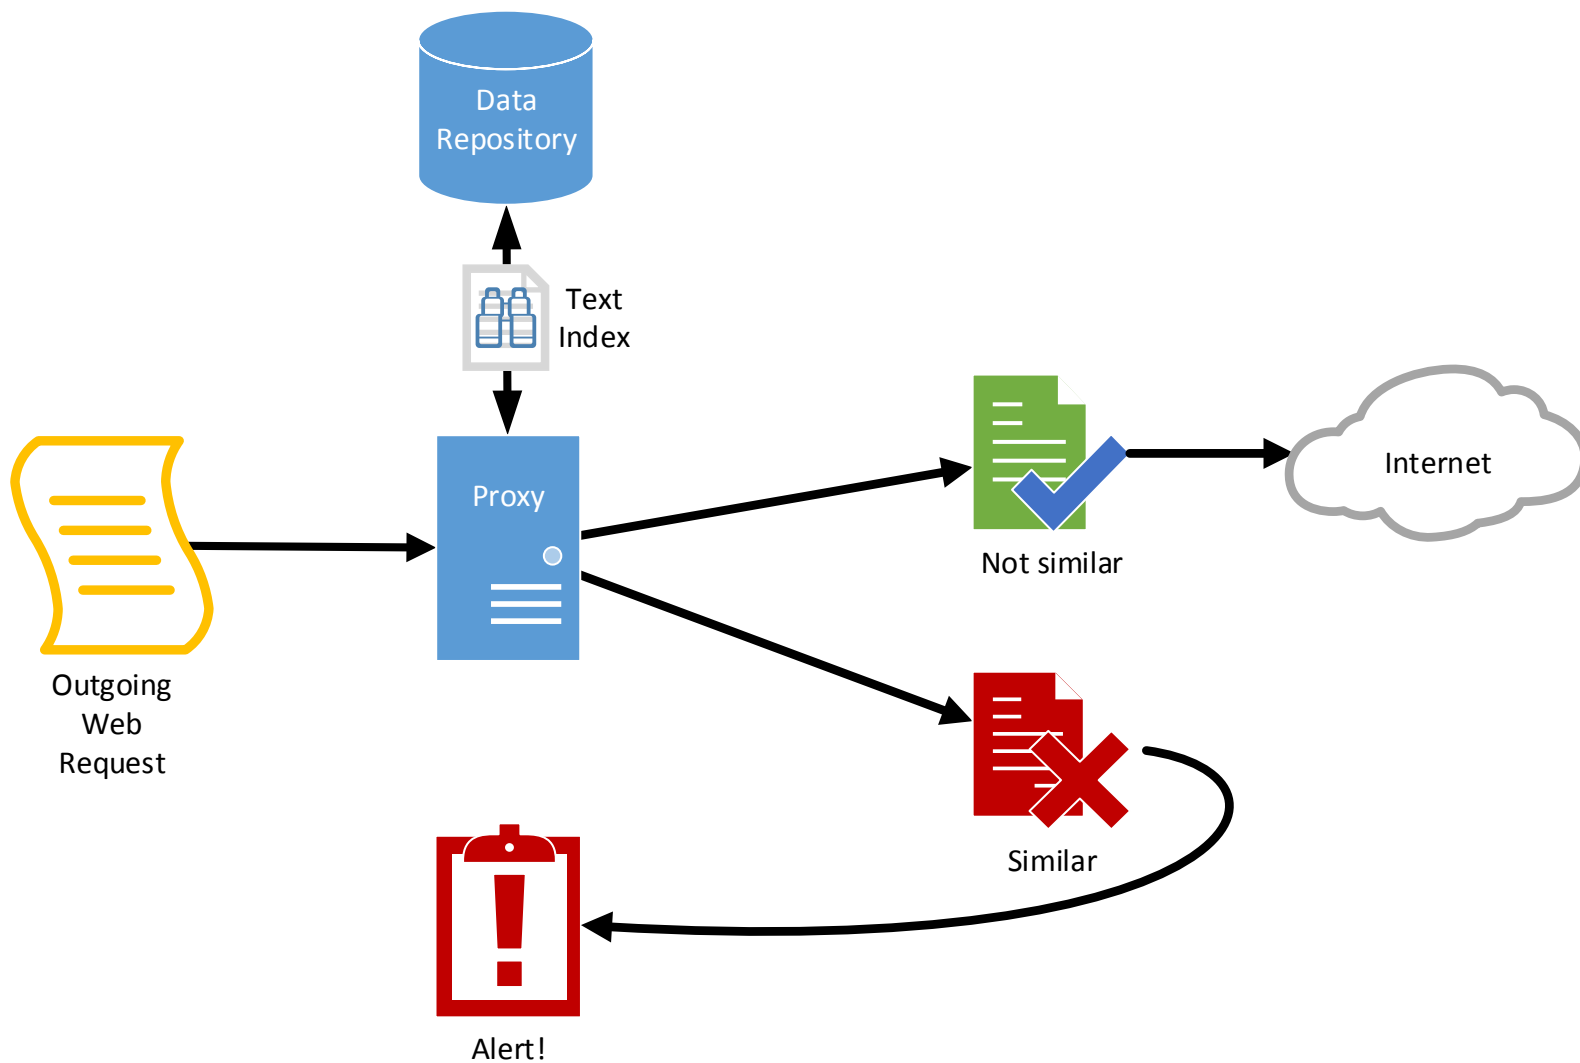 Data
Repository
Text
Index
Proxy
Internet
Not similar
Outgoing
Web
Request
Similar
Alert!